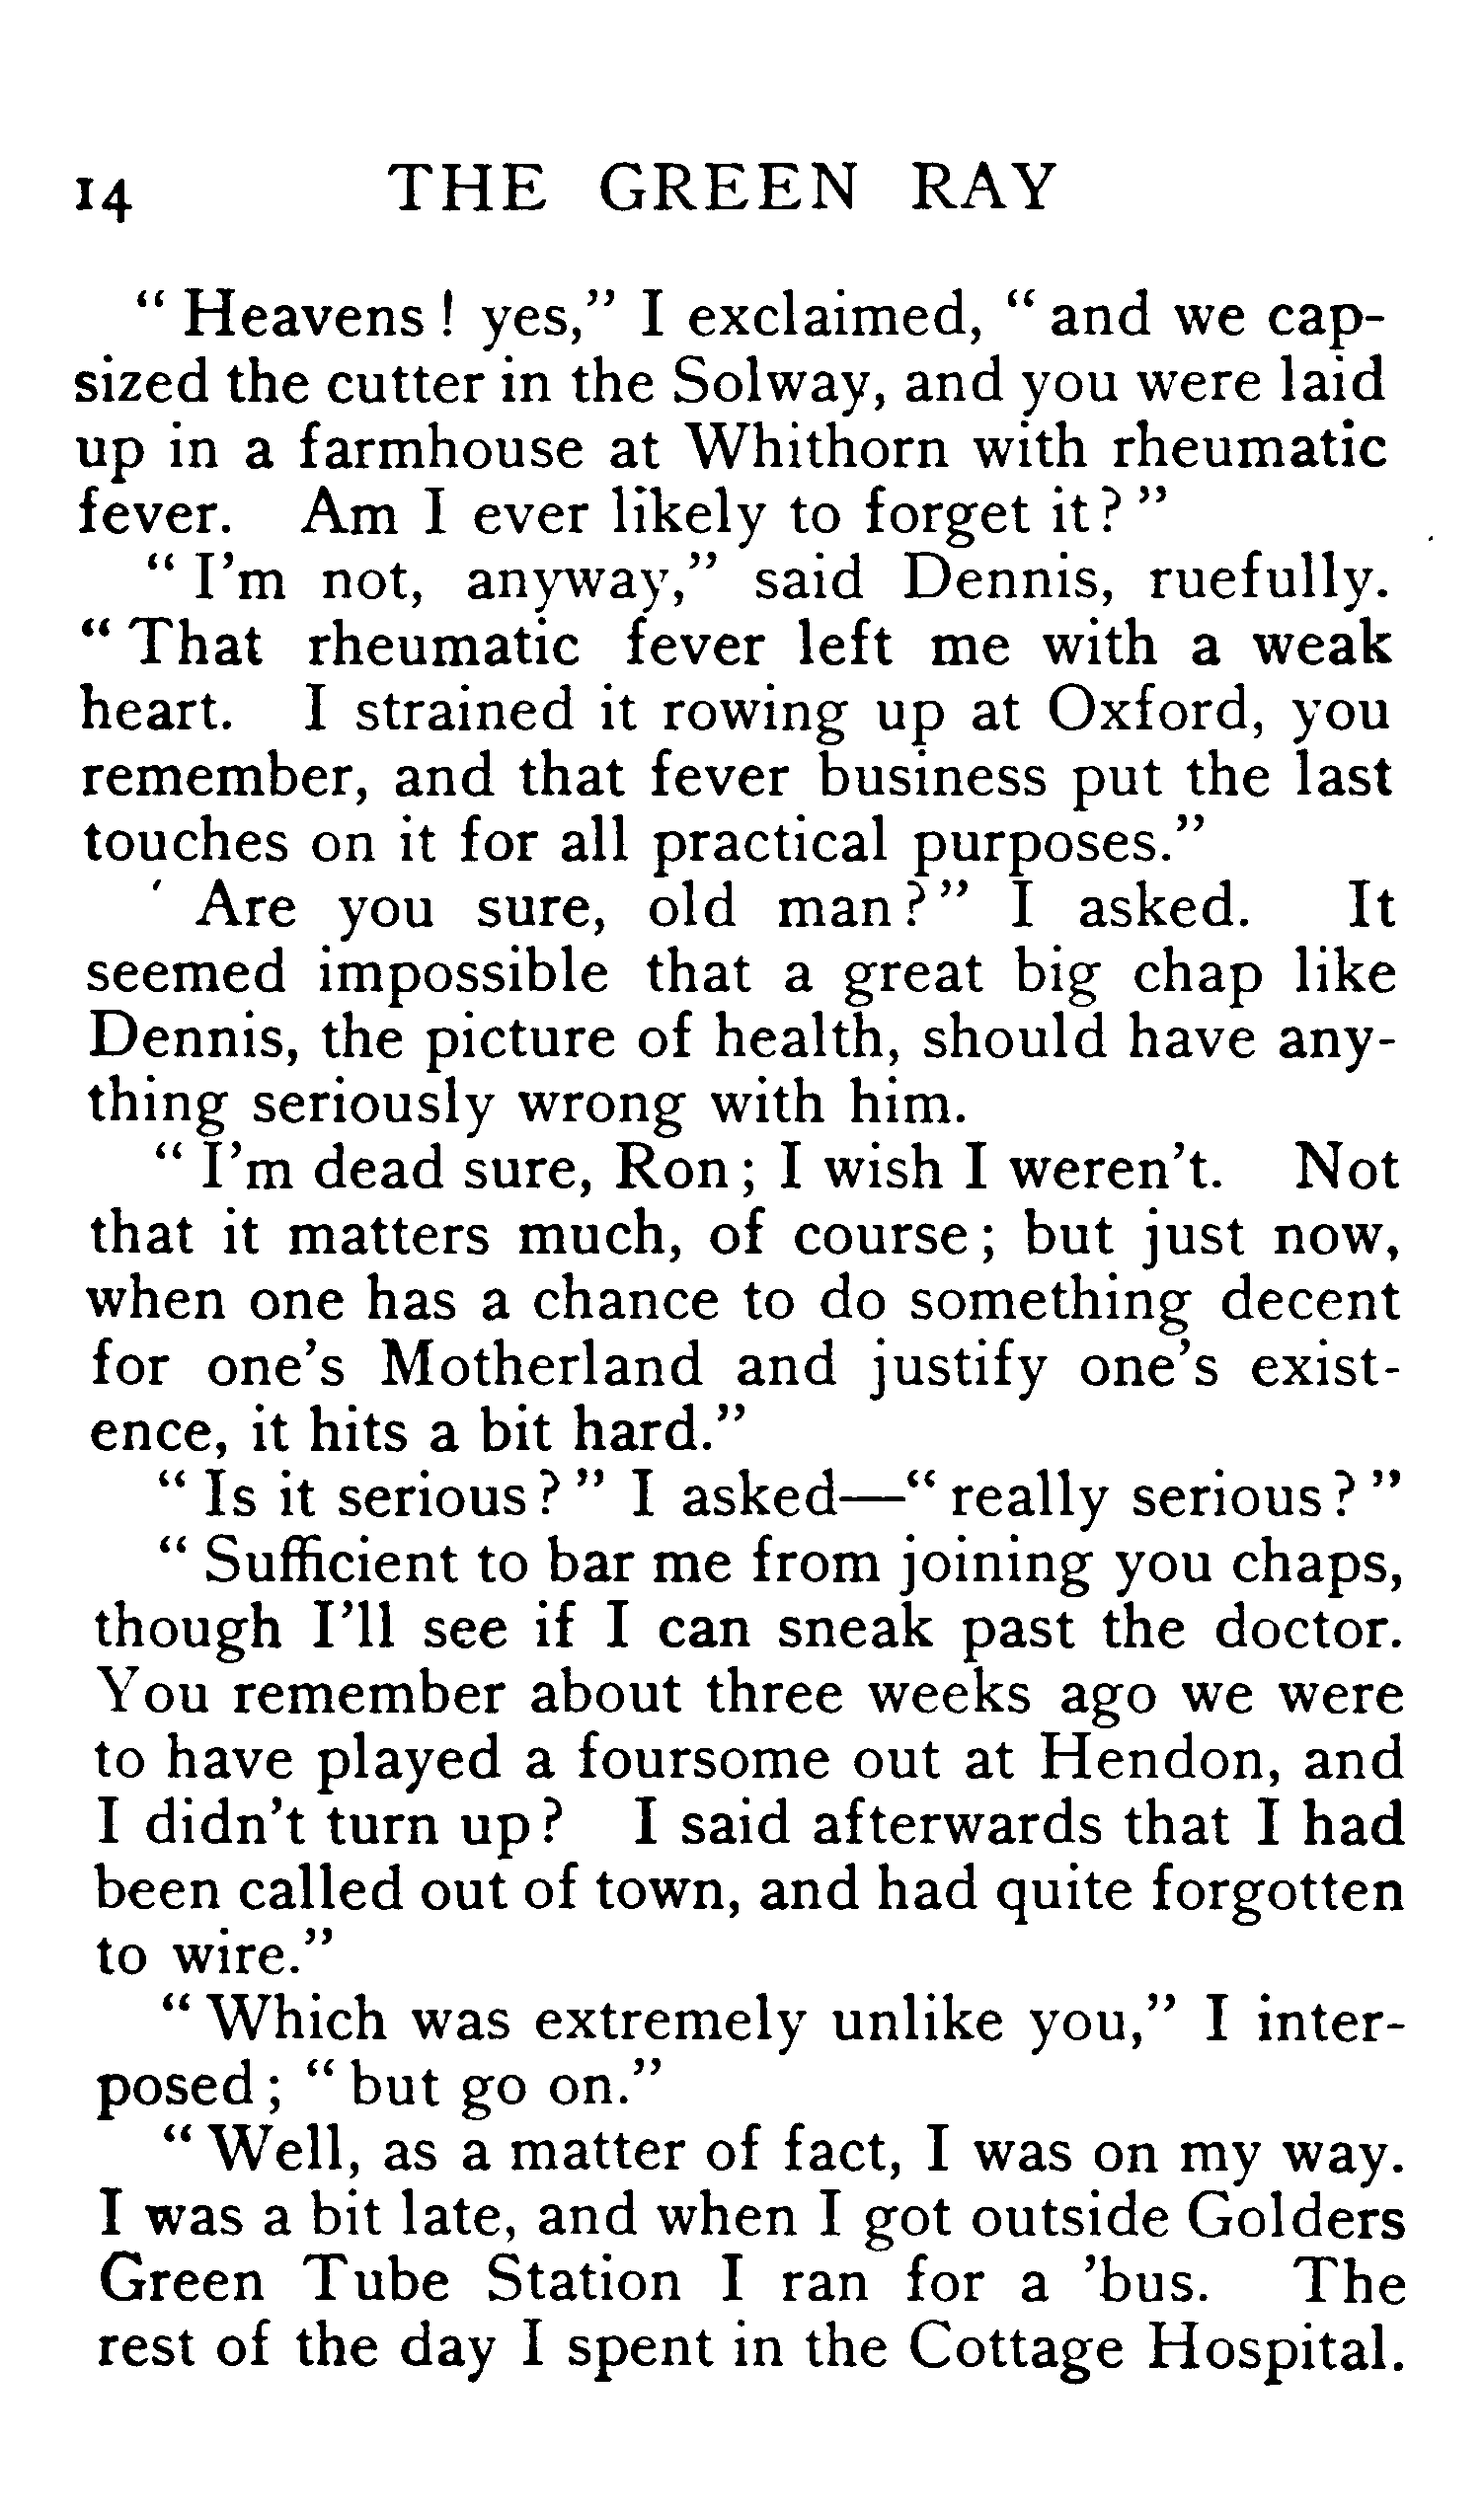 14 THE GREEN RAY
" Heavens ! yes," I exclaimed, " and we cap-
sized the cutter in the Solway, and you were laid
up in a farmhouse at Whithorn with rheumatic
fever. Am I ever likely to forget it ? "
" I'm not, anyway," said Dennis, ruefully.
" That rheumatic fever left me with a weak
heart. I strained it rowing up at Oxford, you
remember, and that fever business put the last
touches on it for all practical purposes."
' Are you sure, old man ? " I asked. It
seemed impossible that a great big chap like
Dennis, the picture of health, should have any-
thing seriously wrong with him.
" I'm dead sure, Ron ; I wish I weren't. Not
that it matters much, of course ; but just now,
when one has a chance to do something decent
for one's Motherland and justify one's exist-
ence, it hits a bit hard."
" Is it serious ? " I asked—" really serious ? "
" Sufficient to bar me from joining you chaps,
though I'll see if I can sneak past the doctor.
You remember about three weeks ago we were
to have played a foursome out at Hendon, and
I didn't turn up ? I said afterwards that I had
been called out of town, and had quite forgotten
to wire."
" Which was extremely unlike you," I inter-
posed ; " but go on."
" Well, as a matter of fact, I was on my way.
I was a bit late, and when I got outside Golders
Green Tube Station I ran for a 'bus. The
rest of the day I spent in the Cottage Hospital.